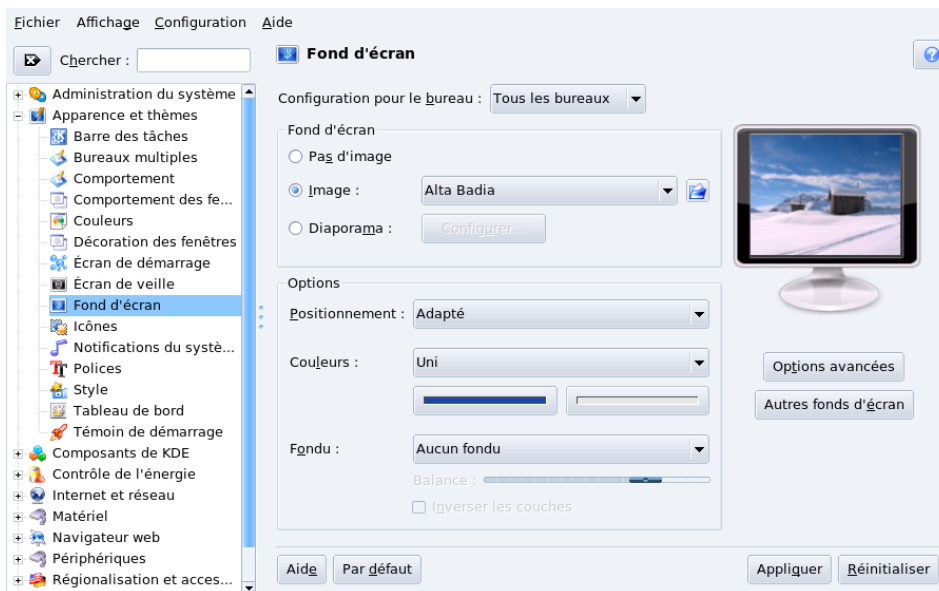 Fichier Affichage Configuration Aide
Chercher :
Fond d'écran
Administration du système
Apparence et thèmes
Barre des tâches
Bureaux multiples
Comportement
Comportement des fe...
Couleurs
Décoration des fenêtres
Écran de démarrage
Écran de veille
Fond d'écran
Icônes
Notifications du systè...
Polices
Style
Tableau de bord
Témoin de démarrage
Composants de KDE
Contrôle de l'énergie
Internet et réseau
Matériel
Navigateur web
Périphériques
Régionalisation et acces...
Configuration pour le bureau : Tous les bureaux
Fond d'écran
Pas d'image
Image : Alta Badia
Diaporama : Configurer...
Options
Positionnement : Adapté
Couleurs : Uni
Fondu : Aucun fondu
Balance :
Inverser les couches
Options avancées
Autres fonds d'écran
Aide Par défaut Appliquer Réinitialiser